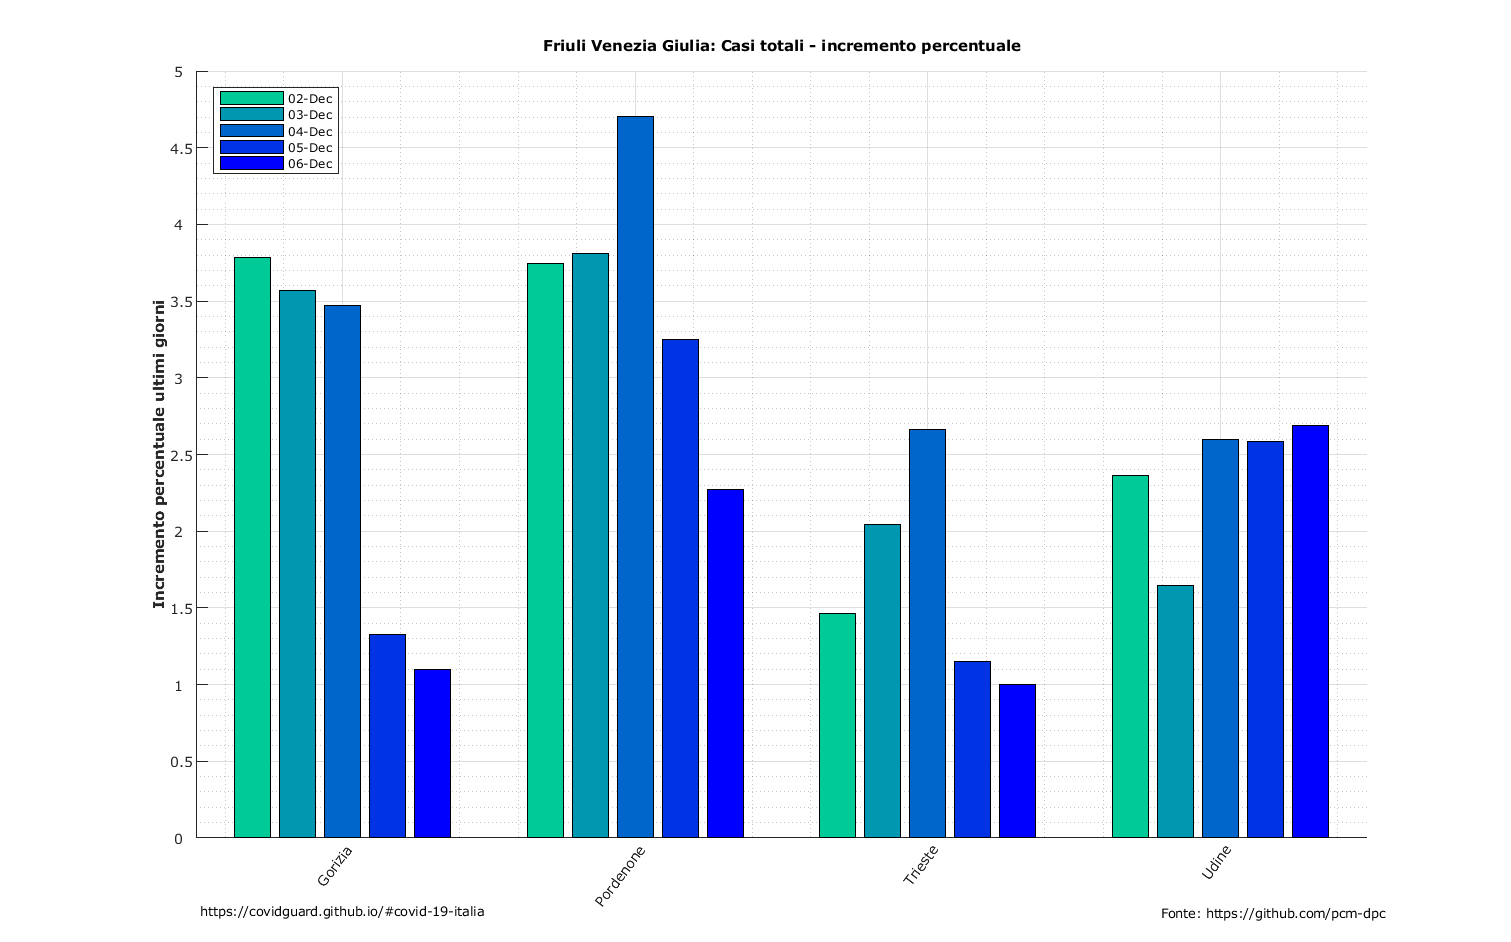 Friuli Venezia Giulia: Casi totali - incremento percentuale
02-Dec
03-Dec
04-Dec
05-Dec
06-Dec
Incremento percentuale ultimi giorni
5
4.5
4
3.5
3
2.5
2
1.5
1
0.5
0
Gorizia
Pordenone
Trieste
Udine
https://covidguard.github.io/#covid-19-italia
Fonte: https://github.com/pcm-dpc